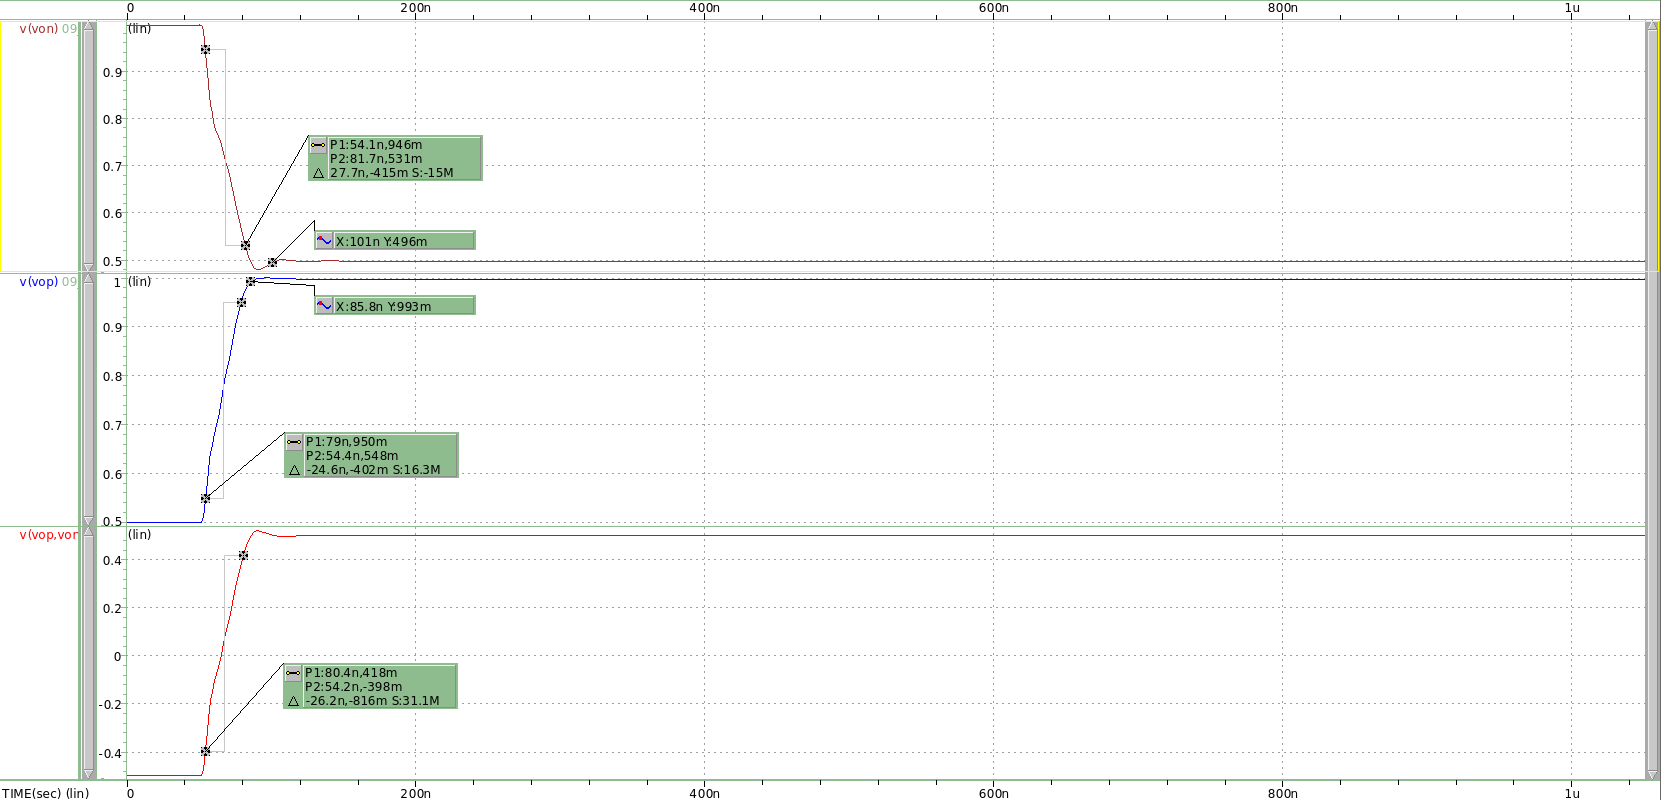 0 200n 400n 600n 800n 1u
v(von) 09 (lin)
0.9
0.8
P1:54.1n,946m
P2:81.7n,531m
27.7n,-415m S:-15M
0.7
0.6
X:101n Y:496m
0.5
v(vop) 09 1 (lin)
X:85.8n Y:993m
0.9
0.8
0.7
P1:79n,950m
P2:54.4n,548m
-24.6n,-402m S:16.3M
0.6
0.5
v(vop,von (lin)
0.4
0.2
0
P1:80.4n,418m
P2:54.2n,-398m
-26.2n,-816m S:31.1M
-0.2
-0.4
TIME(sec) (lin) 0 200n 400n 600n 800n 1u